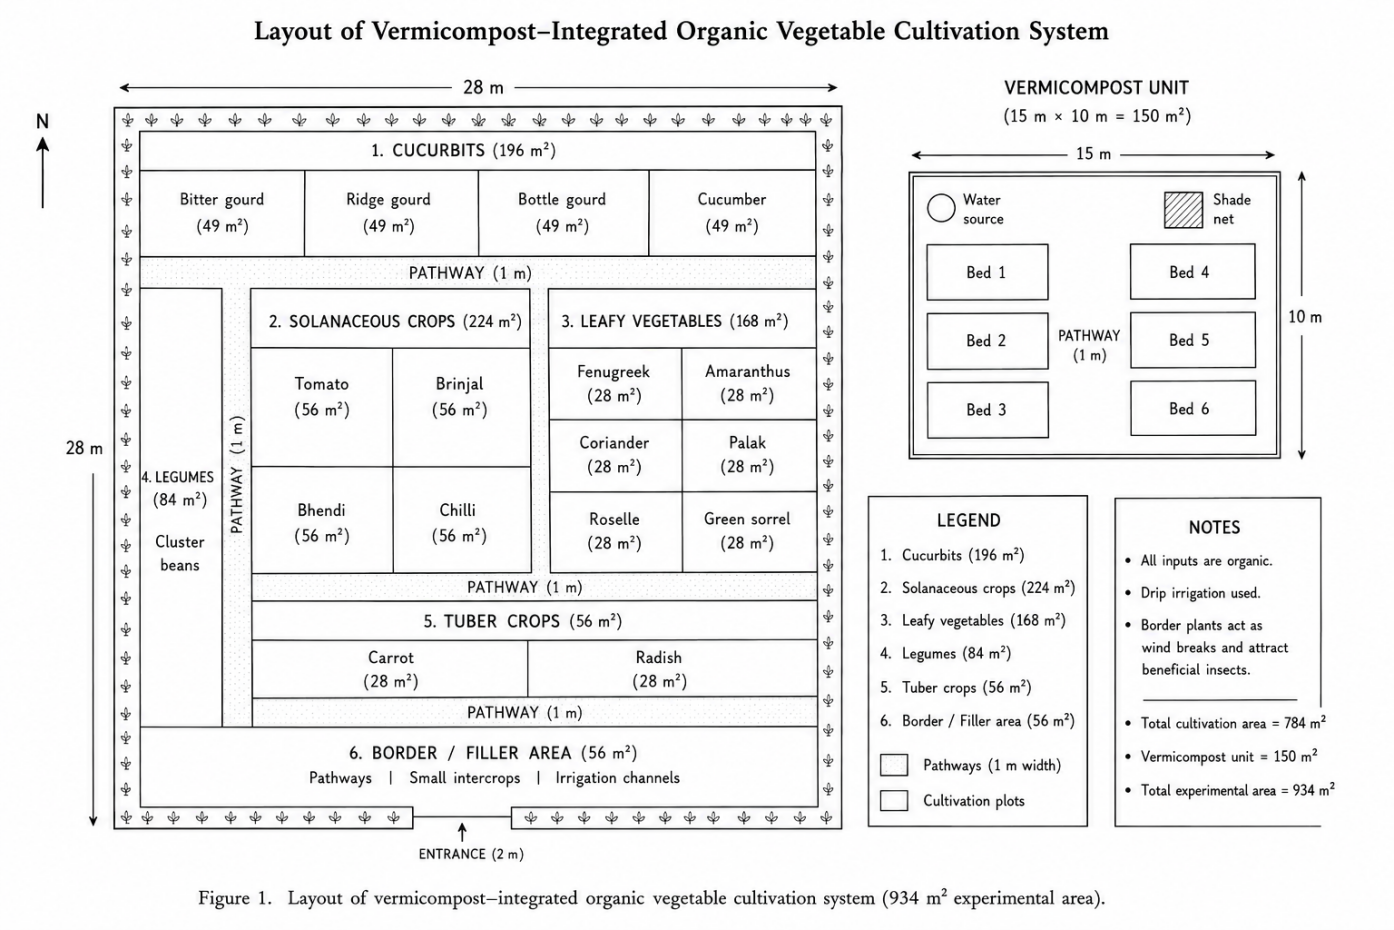 Layout of Vermicompost–Integrated Organic Vegetable Cultivation System
28 m
N
1. CUCURBITS (196 m²)
Bitter gourd
(49 m²)
Ridge gourd
(49 m²)
Bottle gourd
(49 m²)
Cucumber
(49 m²)
PATHWAY (1 m)
28 m
4. LEGUMES
(84 m²)
Cluster
beans
PATHWAY (1 m)
2. SOLANACEOUS CROPS (224 m²)
Tomato
(56 m²)
Brinjal
(56 m²)
Bhendi
(56 m²)
Chilli
(56 m²)
3. LEAFY VEGETABLES (168 m²)
Fenugreek
(28 m²)
Amaranthus
(28 m²)
Coriander
(28 m²)
Palak
(28 m²)
Roselle
(28 m²)
Green sorrel
(28 m²)
PATHWAY (1 m)
5. TUBER CROPS (56 m²)
Carrot
(28 m²)
Radish
(28 m²)
PATHWAY (1 m)
6. BORDER / FILLER AREA (56 m²)
Pathways | Small intercrops | Irrigation channels
ENTRANCE (2 m)
VERMICOMPOST UNIT
(15 m × 10 m = 150 m²)
15 m
Water
source
Shade
net
Bed 1
Bed 4
Bed 2
PATHWAY
(1 m)
Bed 5
Bed 3
Bed 6
10 m
LEGEND
1. Cucurbits (196 m²)
2. Solanaceous crops (224 m²)
3. Leafy vegetables (168 m²)
4. Legumes (84 m²)
5. Tuber crops (56 m²)
6. Border / Filler area (56 m²)
Pathways (1 m width)
Cultivation plots
NOTES
• All inputs are organic.
• Drip irrigation used.
• Border plants act as
wind breaks and attract
beneficial insects.
• Total cultivation area = 784 m²
• Vermicompost unit = 150 m²
• Total experimental area = 934 m²
Figure 1. Layout of vermicompost–integrated organic vegetable cultivation system (934 m² experimental area).